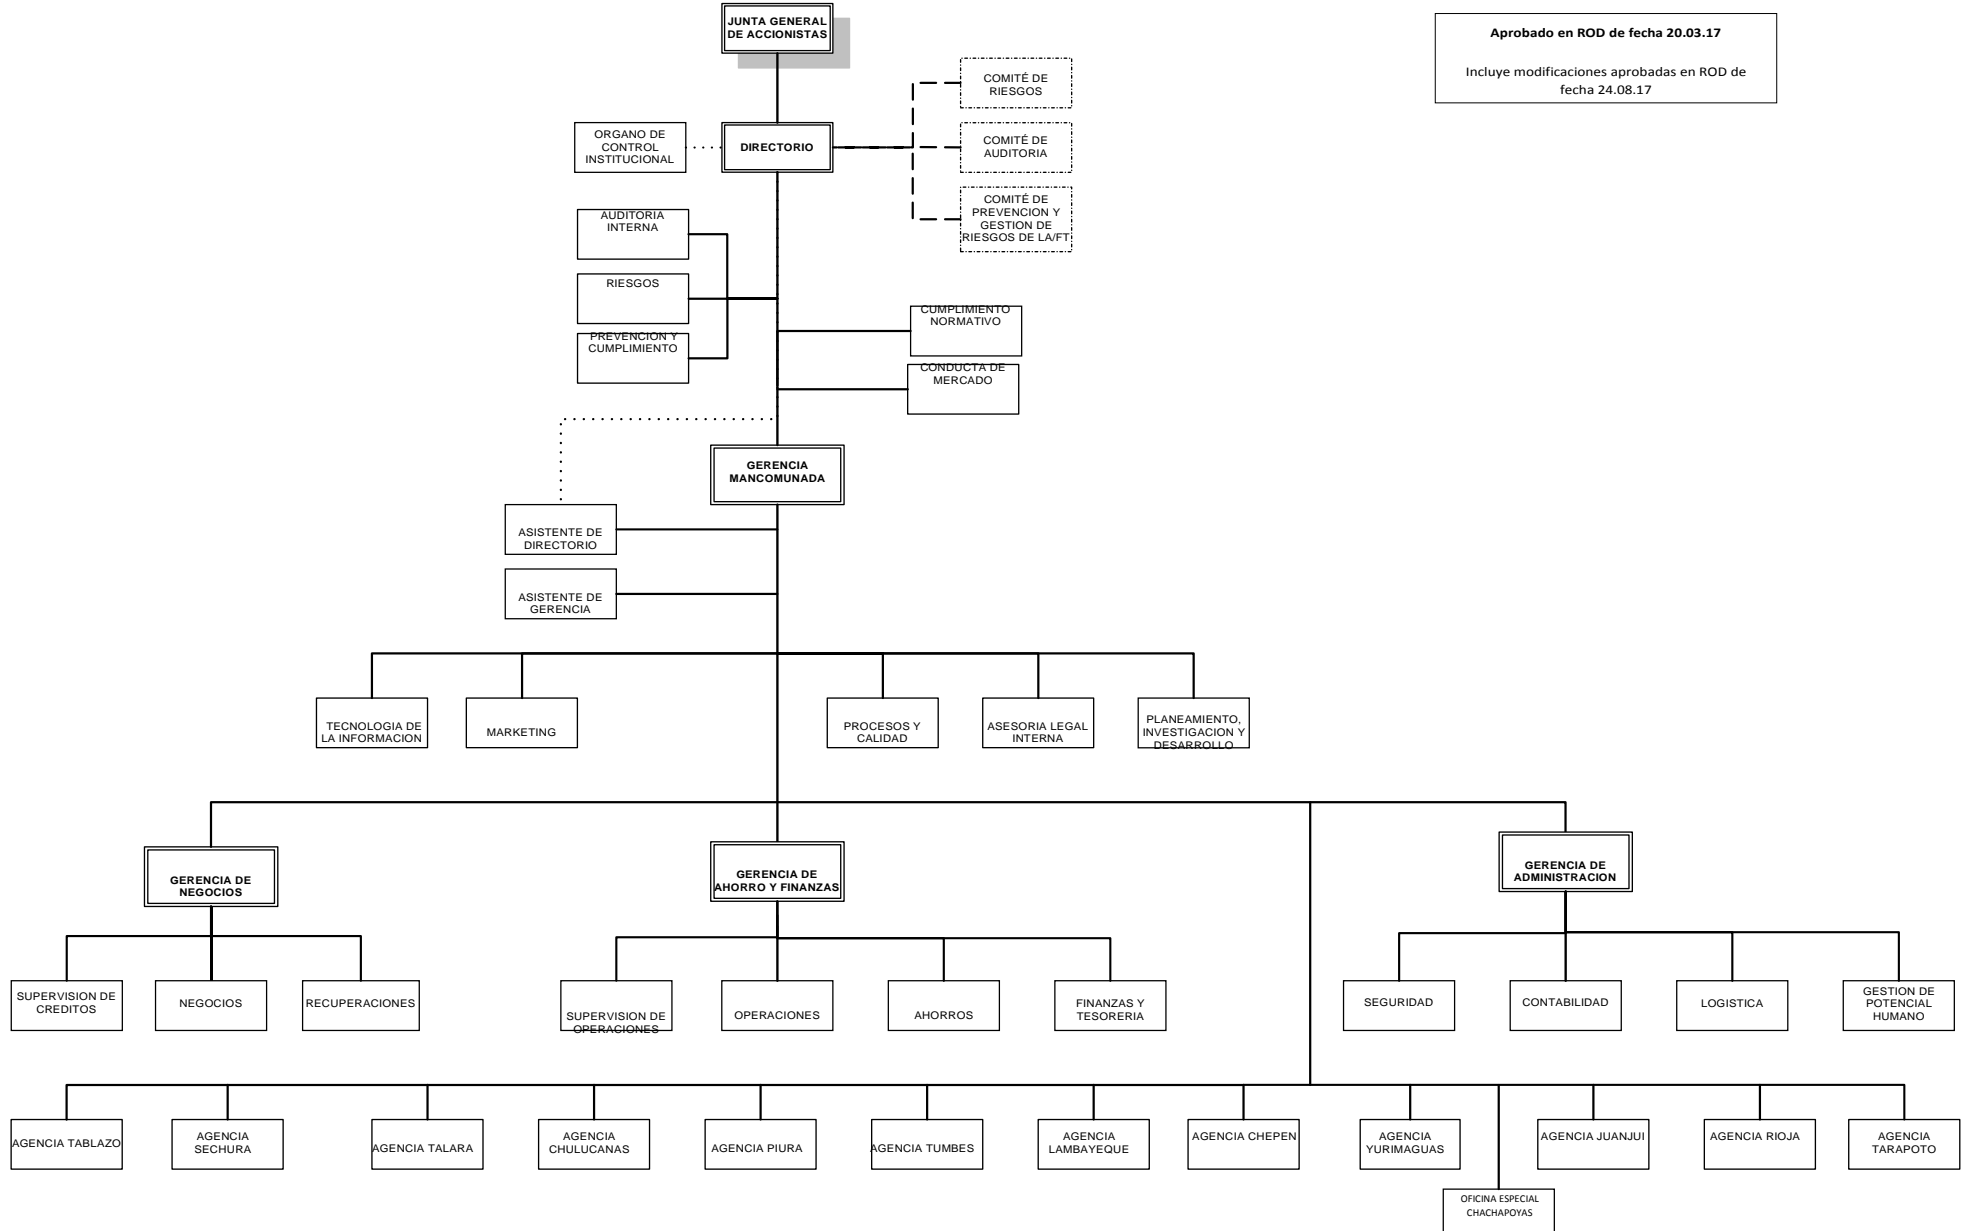 JUNTA GENERAL
DE ACCIONISTAS
Aprobado en ROD de fecha 20.03.17
Incluye modificaciones aprobadas en ROD de
fecha 24.08.17
COMITÉ DE
RIESGOS
ORGANO DE
CONTROL
INSTITUCIONAL
DIRECTORIO
COMITÉ DE
AUDITORIA
COMITÉ DE
PREVENCION Y
GESTION DE
RIESGOS DE LA/FT
AUDITORIA
INTERNA
RIESGOS
PREVENCION Y
CUMPLIMIENTO
CUMPLIMIENTO
NORMATIVO
CONDUCTA DE
MERCADO
GERENCIA
MANCOMUNADA
ASISTENTE DE
DIRECTORIO
ASISTENTE DE
GERENCIA
TECNOLOGIA DE
LA INFORMACION
MARKETING
PROCESOS Y
CALIDAD
ASESORIA LEGAL
INTERNA
PLANEAMIENTO,
INVESTIGACION Y
DESARROLLO
GERENCIA DE
NEGOCIOS
GERENCIA DE
AHORRO Y FINANZAS
GERENCIA DE
ADMINISTRACION
SUPERVISION DE
CREDITOS
NEGOCIOS
RECUPERACIONES
SUPERVISION DE
OPERACIONES
OPERACIONES
AHORROS
FINANZAS Y
TESORERIA
SEGURIDAD
CONTABILIDAD
LOGISTICA
GESTION DE
POTENCIAL
HUMANO
AGENCIA TABLAZO
AGENCIA
SECHURA
AGENCIA TALARA
AGENCIA
CHULUCANAS
AGENCIA PIURA
AGENCIA TUMBES
AGENCIA
LAMBAYEQUE
AGENCIA CHEPEN
AGENCIA
YURIMAGUAS
AGENCIA JUANJUI
AGENCIA RIOJA
AGENCIA
TARAPOTO
OFICINA ESPECIAL
CHACHAPOYAS